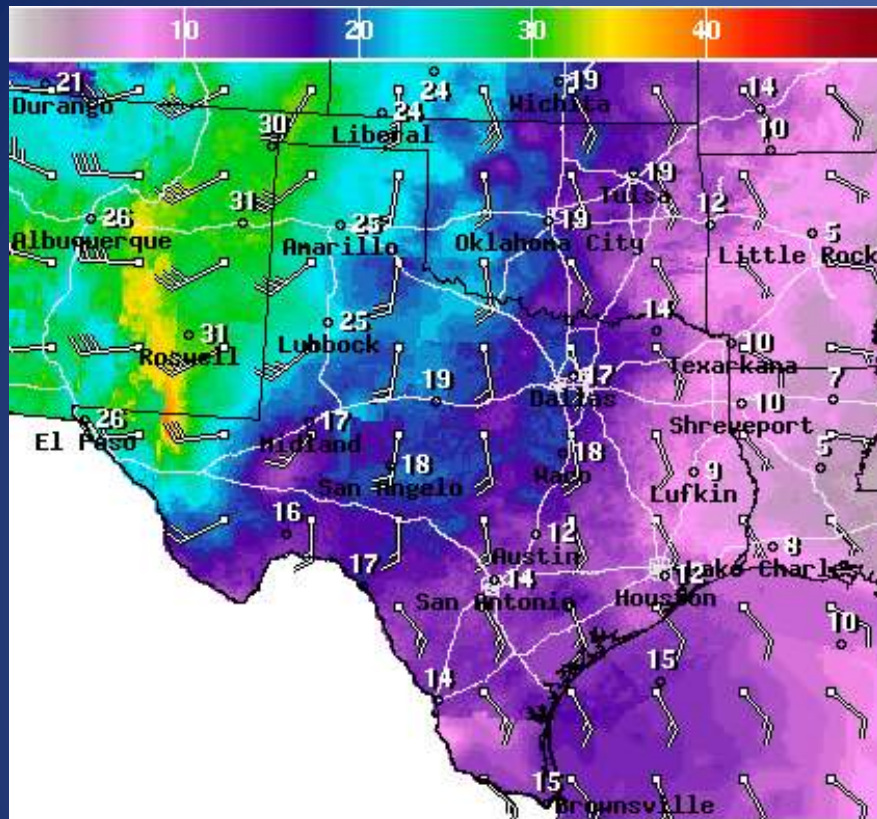 10 20 30 40
21 24 19 14
Durango Wichita
24 10
30 Liberal
19
Tulsa
26 31 25 19 12 5
Albuquerque Amarillo Oklahoma City Little Rock
31 25 14 10
Roswell Lubbock Texarkana
17 7
19 Dallas 10
26 17 Shreveport
El Paso Midland
18 18 9 5
San Angelo Waco Lufkin
16 12 8
17 Austin Lake Charles
14 12
San Antonio Houston
10
14 15
15
Brownsville